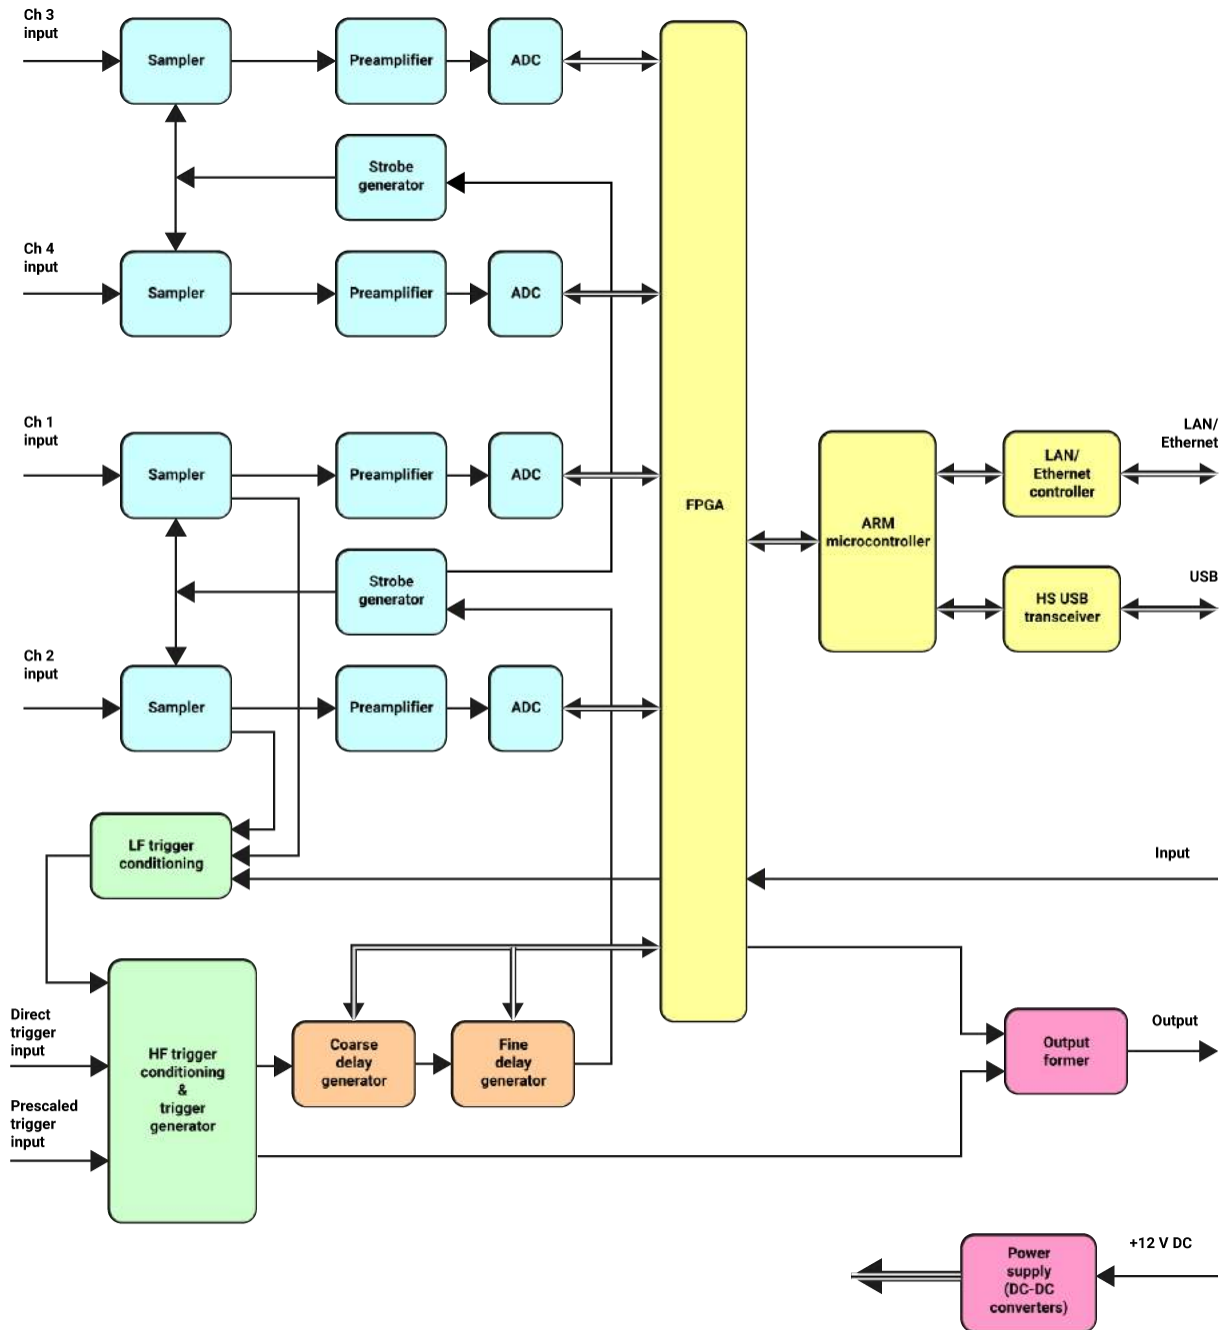 Ch 3
input
Sampler
Preamplifier
ADC
Strobe
generator
Ch 4
input
Sampler
Preamplifier
ADC
Ch 1
input
Sampler
Preamplifier
ADC
Strobe
generator
Ch 2
input
Sampler
Preamplifier
ADC
FPGA
ARM
microcontroller
LAN/
Ethernet
controller
LAN/
Ethernet
HS USB
transceiver
USB
LF trigger
conditioning
Input
Direct
trigger
input
Prescaled
trigger
input
HF trigger
conditioning
&
trigger
generator
Coarse
delay
generator
Fine
delay
generator
Output
former
Output
Power
supply
(DC-DC
converters)
+12 V DC